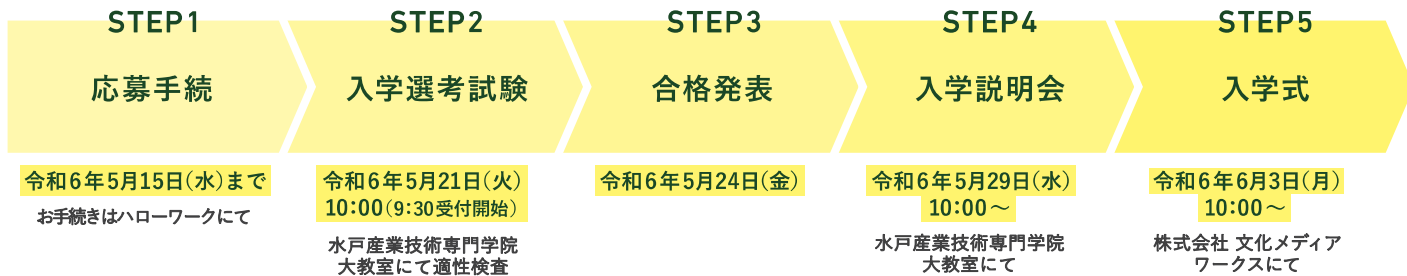 STEP1
応募手続
令和6年5月15日(水)まで
お手続きはハローワークにて
STEP2
入学選考試験
令和6年5月21日(火)
10:00(9:30受付開始)
水戸産業技術専門学院
大教室にて適性検査
STEP3
合格発表
令和6年5月24日(金)
STEP4
入学説明会
令和6年5月29日(水)
10:00〜
水戸産業技術専門学院
大教室にて
STEP5
入学式
令和6年6月3日(月)
10:00〜
株式会社 文化メディア
ワークスにて